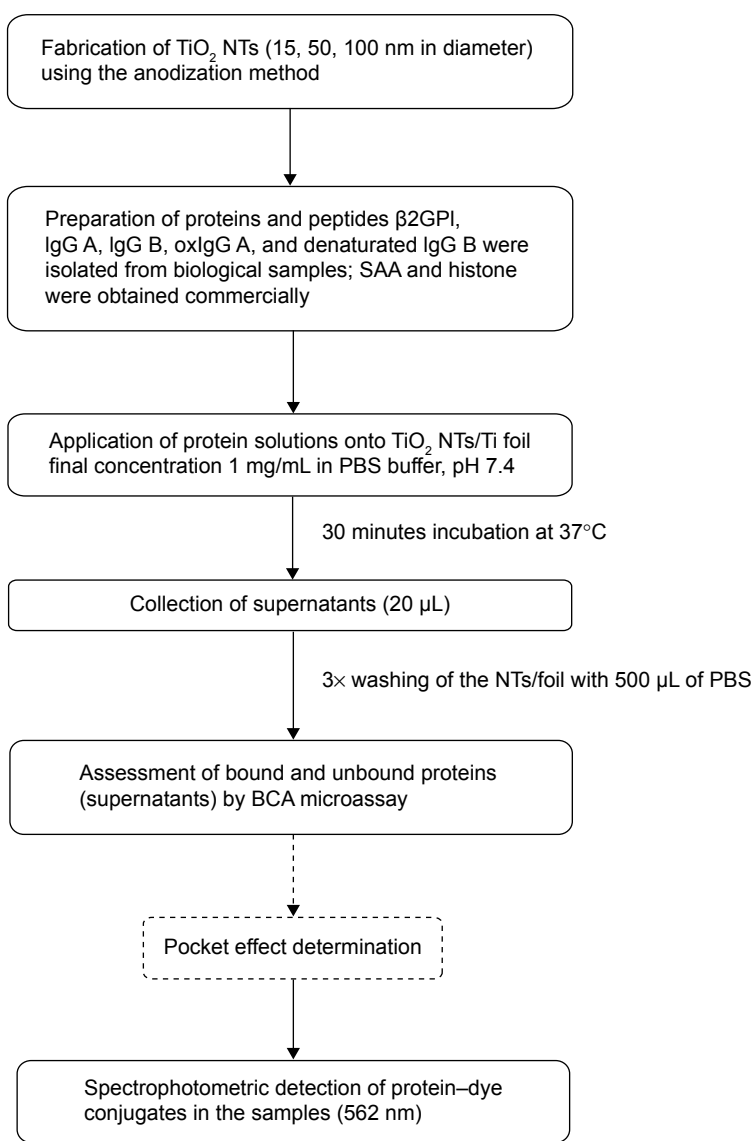 Fabrication of TiO₂ NTs (15, 50, 100 nm in diameter)
using the anodization method
Preparation of proteins and peptides β2GPI,
IgG A, IgG B, oxIgG A, and denaturated IgG B were
isolated from biological samples; SAA and histone
were obtained commercially
Application of protein solutions onto TiO₂ NTs/Ti foil
final concentration 1 mg/mL in PBS buffer, pH 7.4
30 minutes incubation at 37°C
Collection of supernatants (20 µL)
3× washing of the NTs/foil with 500 µL of PBS
Assessment of bound and unbound proteins
(supernatants) by BCA microassay
Pocket effect determination
Spectrophotometric detection of protein–dye
conjugates in the samples (562 nm)